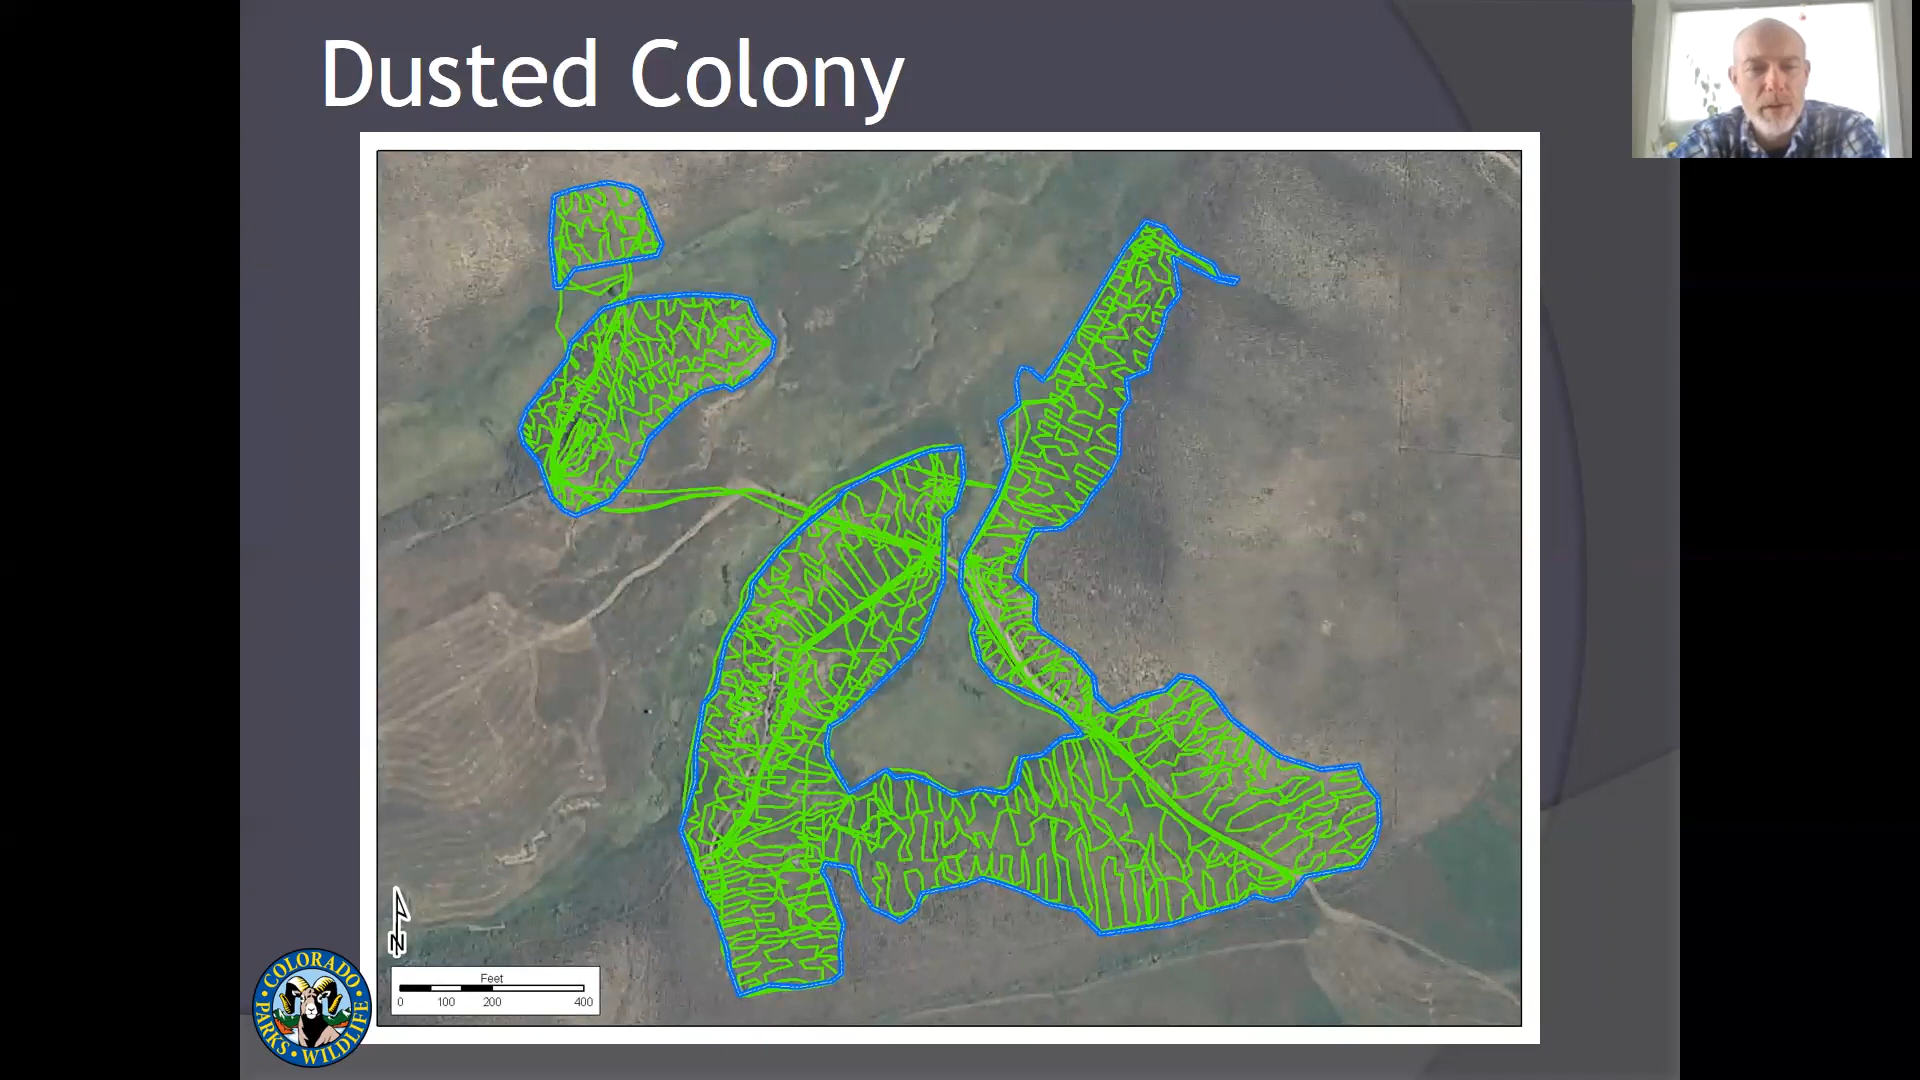 Dusted Colony
N
Feet
0 100 200 400
COLORADO
PARKS • WILDLIFE